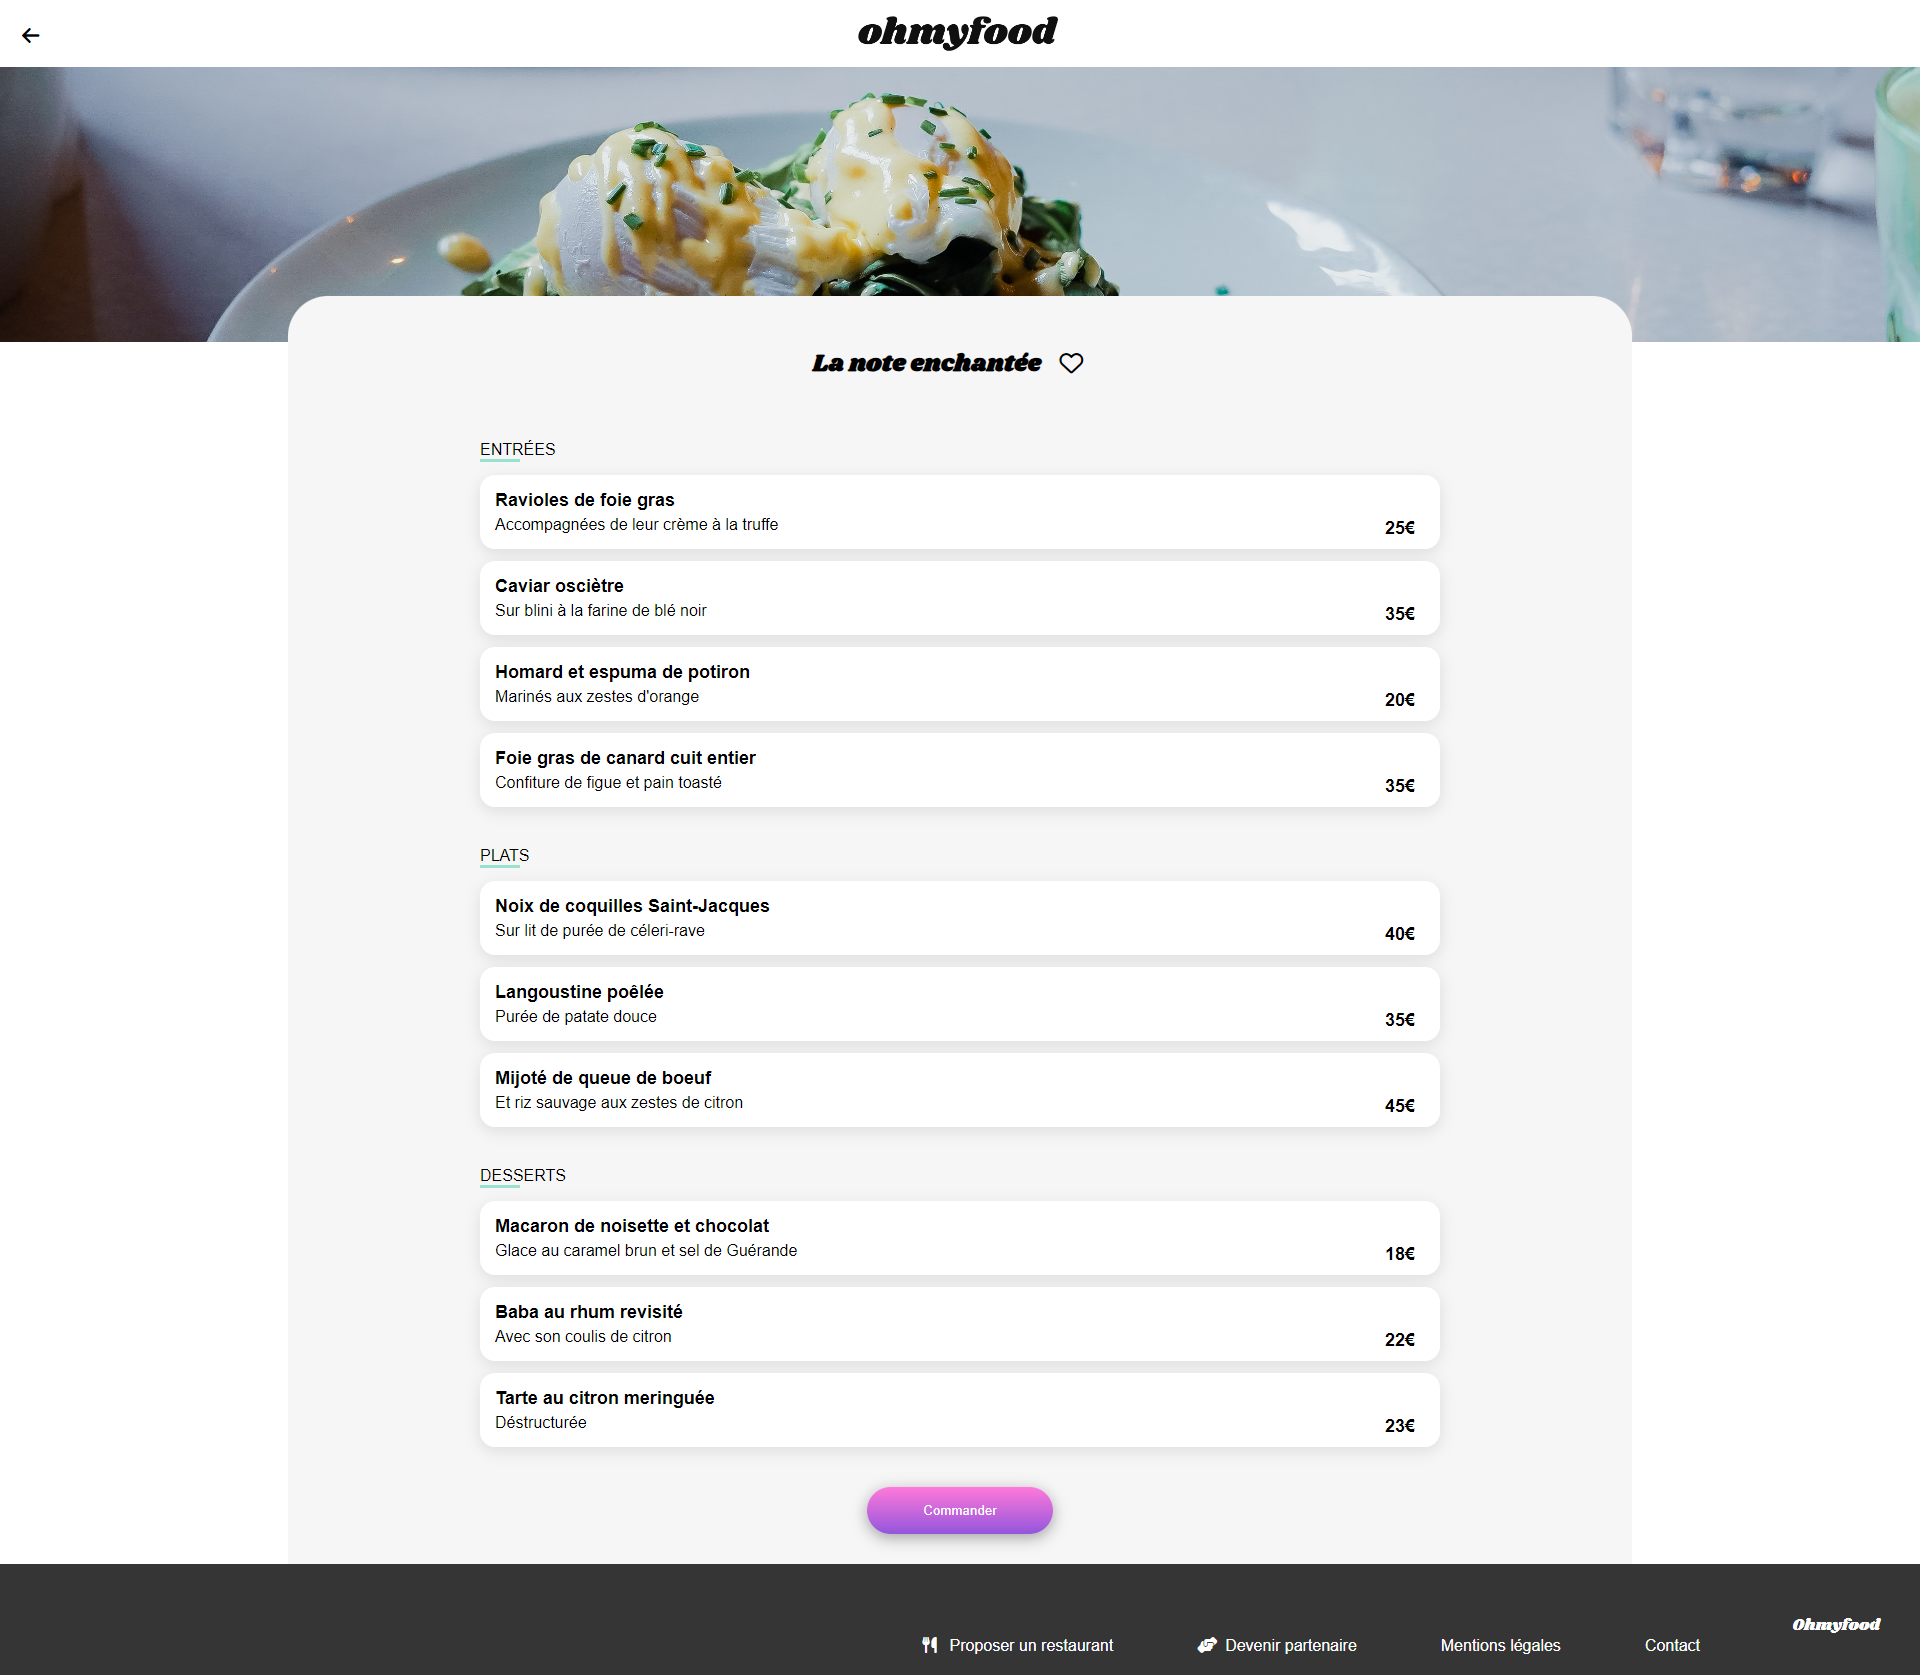 ohmyfood
La note enchantée
ENTRÉES
Ravioles de foie gras
Accompagnées de leur crème à la truffe
25€
Caviar osciètre
Sur blini à la farine de blé noir
35€
Homard et espuma de potiron
Marinés aux zestes d'orange
20€
Foie gras de canard cuit entier
Confiture de figue et pain toasté
35€
PLATS
Noix de coquilles Saint-Jacques
Sur lit de purée de céleri-rave
40€
Langoustine poêlée
Purée de patate douce
35€
Mijoté de queue de boeuf
Et riz sauvage aux zestes de citron
45€
DESSERTS
Macaron de noisette et chocolat
Glace au caramel brun et sel de Guérande
18€
Baba au rhum revisité
Avec son coulis de citron
22€
Tarte au citron meringuée
Déstructurée
23€
Commander
Ohmyfood
Proposer un restaurant Devenir partenaire Mentions légales Contact